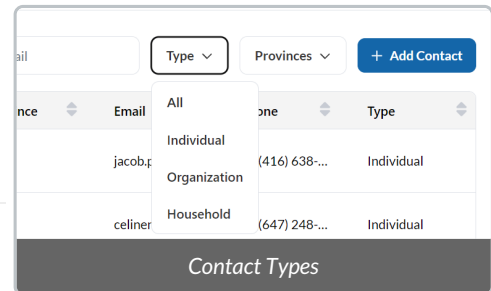 ail Type Provinces + Add Contact
nce Email one Type
All
Individual
jacob.p (416) 638-... Individual
Organization
Household
celiner (647) 248-... Individual
Contact Types